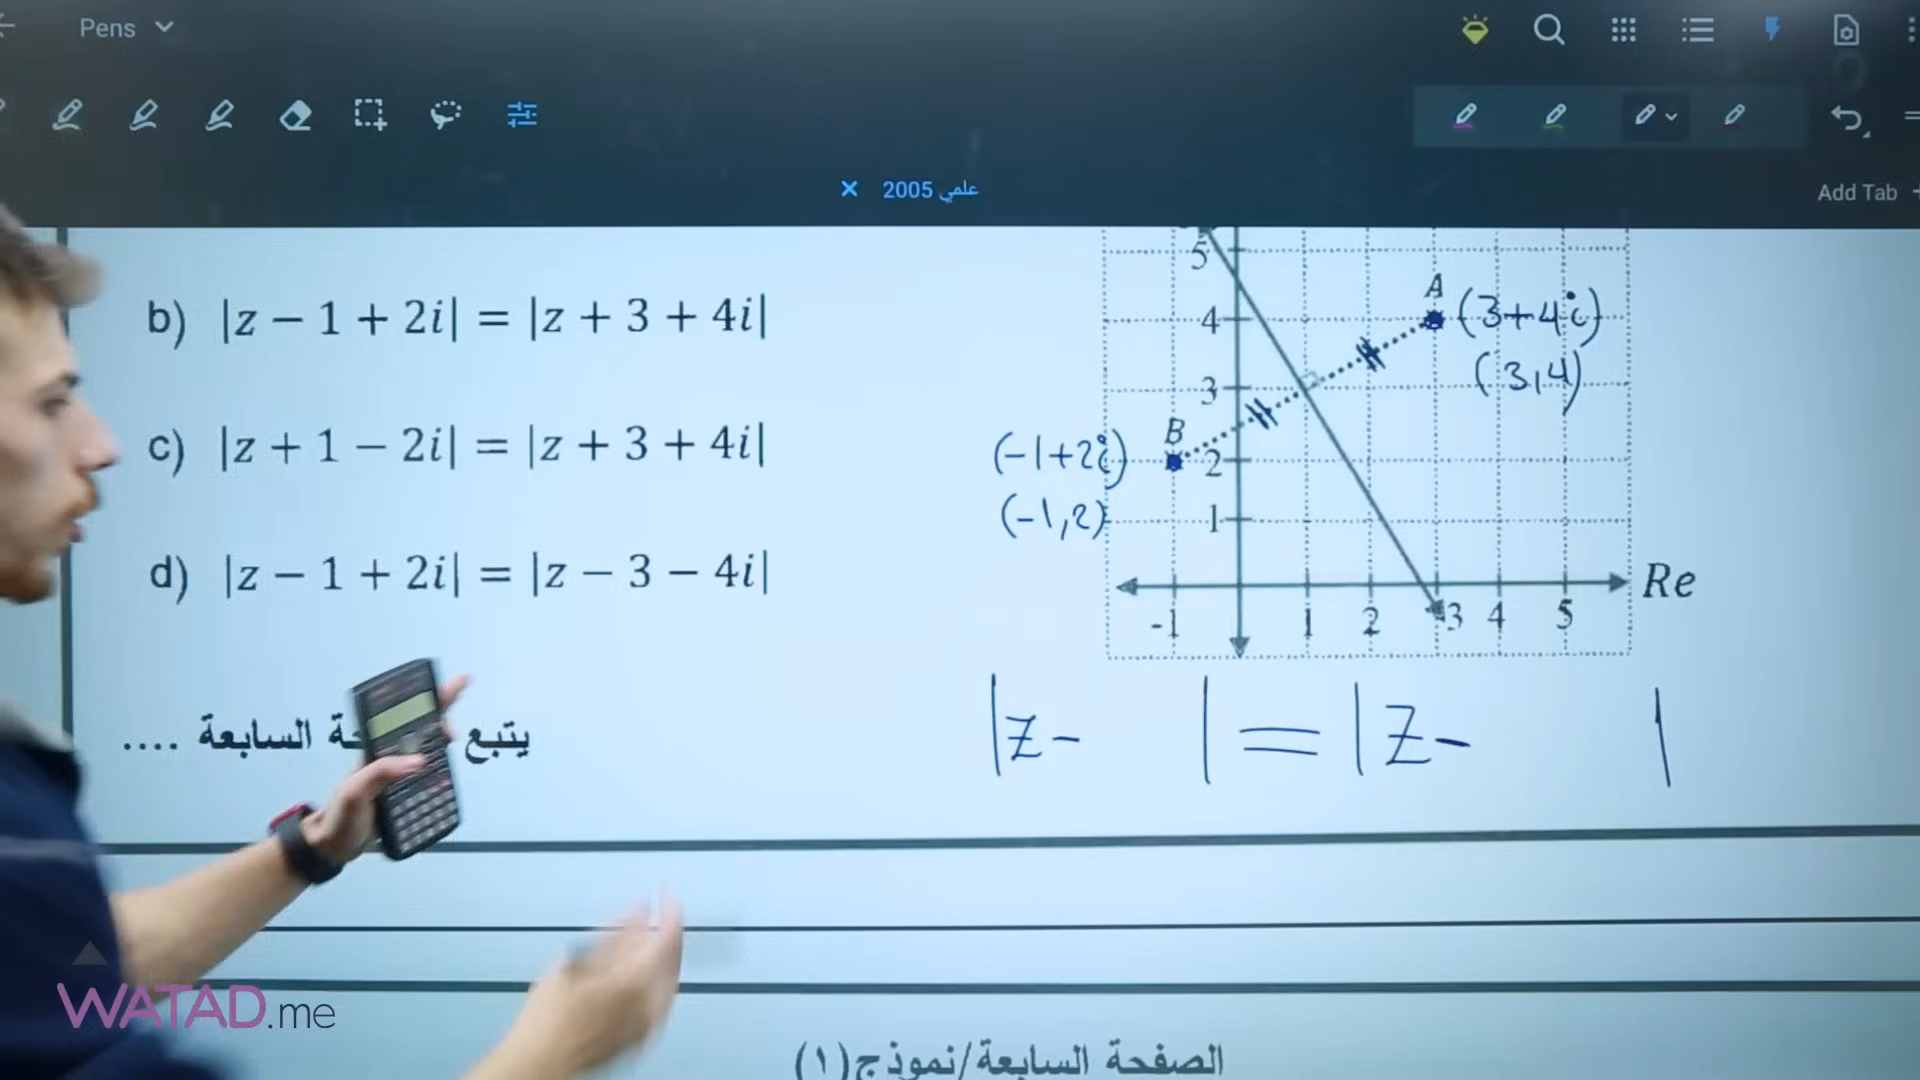 Pens
× علمي 2005
Add Tab +
b) |z − 1 + 2i| = |z + 3 + 4i|
c) |z + 1 − 2i| = |z + 3 + 4i|
d) |z − 1 + 2i| = |z − 3 − 4i|
5
4
3
2
1
-1 1 2 3 4 5
Re
A
(3+4i)
(3,4)
B
(-1+2i)
(-1,2)
|z- | = |z- |
يتبع السابعة ....
WATAD.me
الصفحة السابعة/نموذج(١)